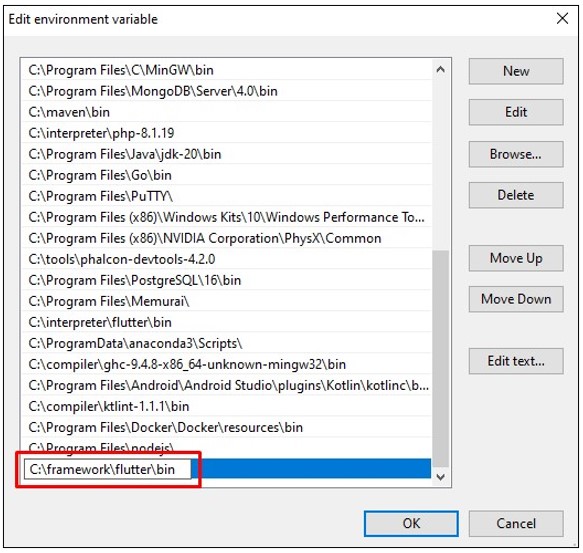 Edit environment variable
C:\Program Files\C\MinGW\bin
New
C:\Program Files\MongoDB\Server\4.0\bin
C:\maven\bin
Edit
C:\interpreter\php-8.1.19
C:\Program Files\Java\jdk-20\bin
Browse...
C:\Program Files\Go\bin
C:\Program Files\PuTTY\
Delete
C:\Program Files (x86)\Windows Kits\10\Windows Performance To...
C:\Program Files (x86)\NVIDIA Corporation\PhysX\Common
C:\tools\phalcon-devtools-4.2.0
Move Up
C:\Program Files\PostgreSQL\16\bin
C:\Program Files\Memurai\
Move Down
C:\interpreter\flutter\bin
C:\ProgramData\anaconda3\Scripts\
C:\compiler\ghc-9.4.8-x86_64-unknown-mingw32\bin
Edit text...
C:\Program Files\Android\Android Studio\plugins\Kotlin\kotlinc\b...
C:\compiler\ktlint-1.1.1\bin
C:\Program Files\Docker\Docker\resources\bin
C:\Program Files\nodejs\
C:\framework\flutter\bin
OK
Cancel